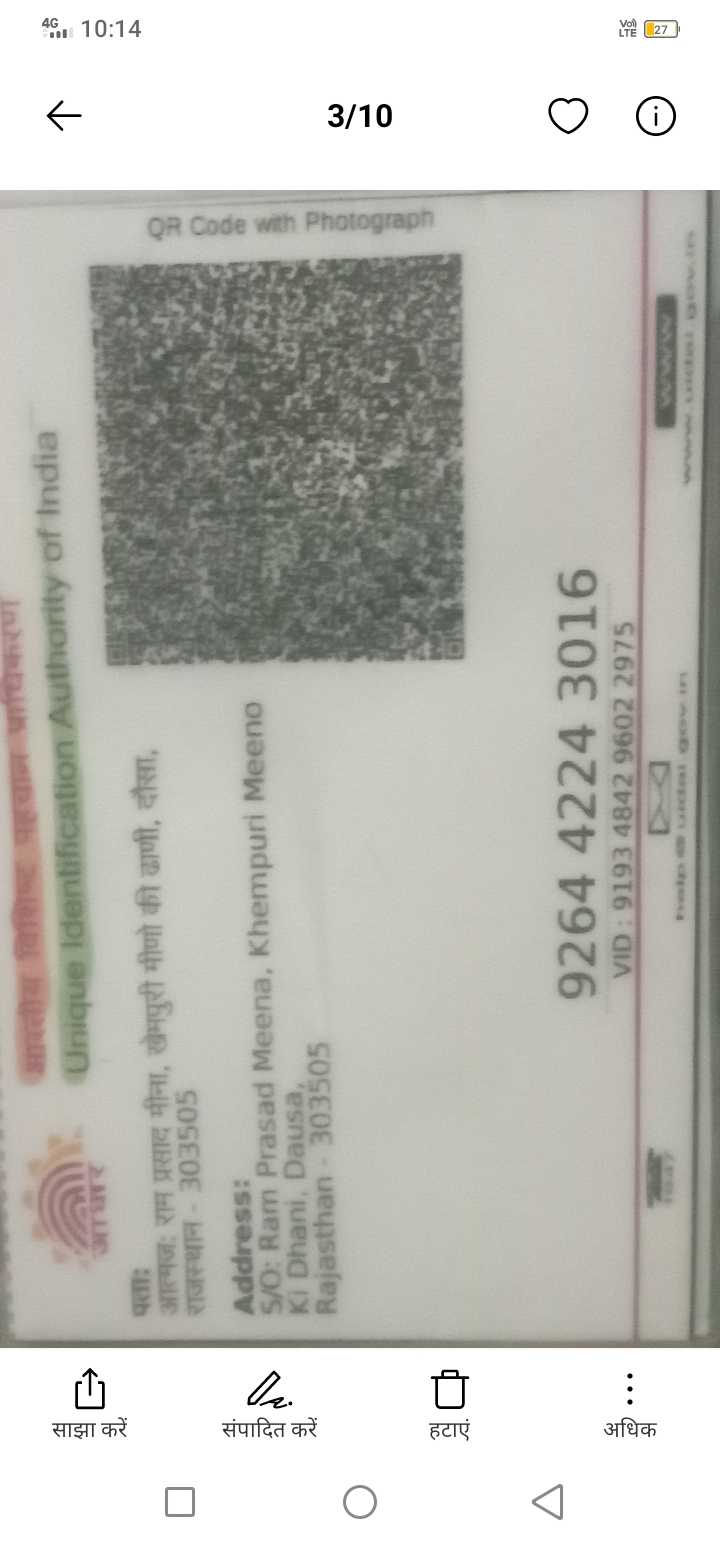 4G 10:14
Vo)) LTE 27
3/10
भारतीय विशिष्ट पहचान प्राधिकरण
Unique Identification Authority of India
आधार
QR Code with Photograph
पता:
आत्मज: राम प्रसाद मीना, खेमपुरी मीणो की ढाणी, दौसा,
राजस्थान - 303505
Address:
S/O: Ram Prasad Meena, Khempuri Meeno
Ki Dhani, Dausa,
Rajasthan - 303505
9264 4224 3016
VID : 9193 4842 9602 2975
1947
help@uidai.gov.in
www
www.uidai.gov.in
साझा करें
संपादित करें
हटाएं
अधिक